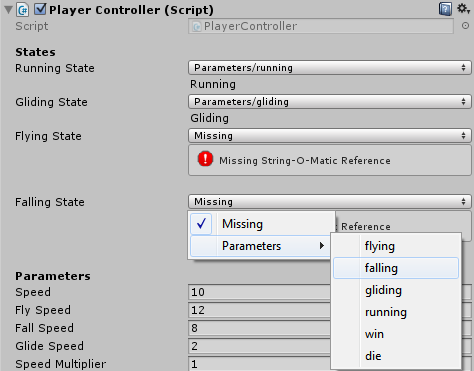 Player Controller (Script)
Script PlayerController
States
Running State Parameters/running
Running
Gliding State Parameters/gliding
Gliding
Flying State Missing
Missing String-O-Matic Reference
Falling State Missing
Missing
Reference
Parameters
flying
falling
gliding
running
win
die
Parameters
Speed 10
Fly Speed 12
Fall Speed 8
Glide Speed 2
Speed Multiplier 1